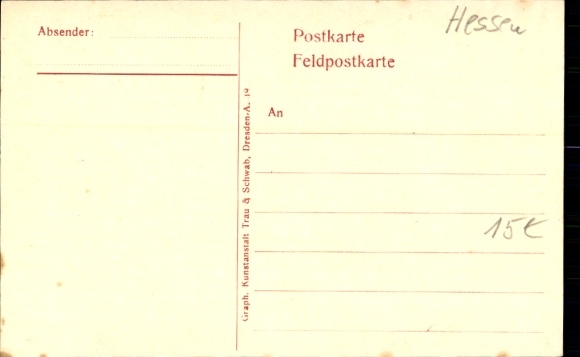 Absender:
Postkarte
Feldpostkarte
Hessen
An
Graph. Kunstanstalt Trau & Schwab, Dresden-A. 19
15€